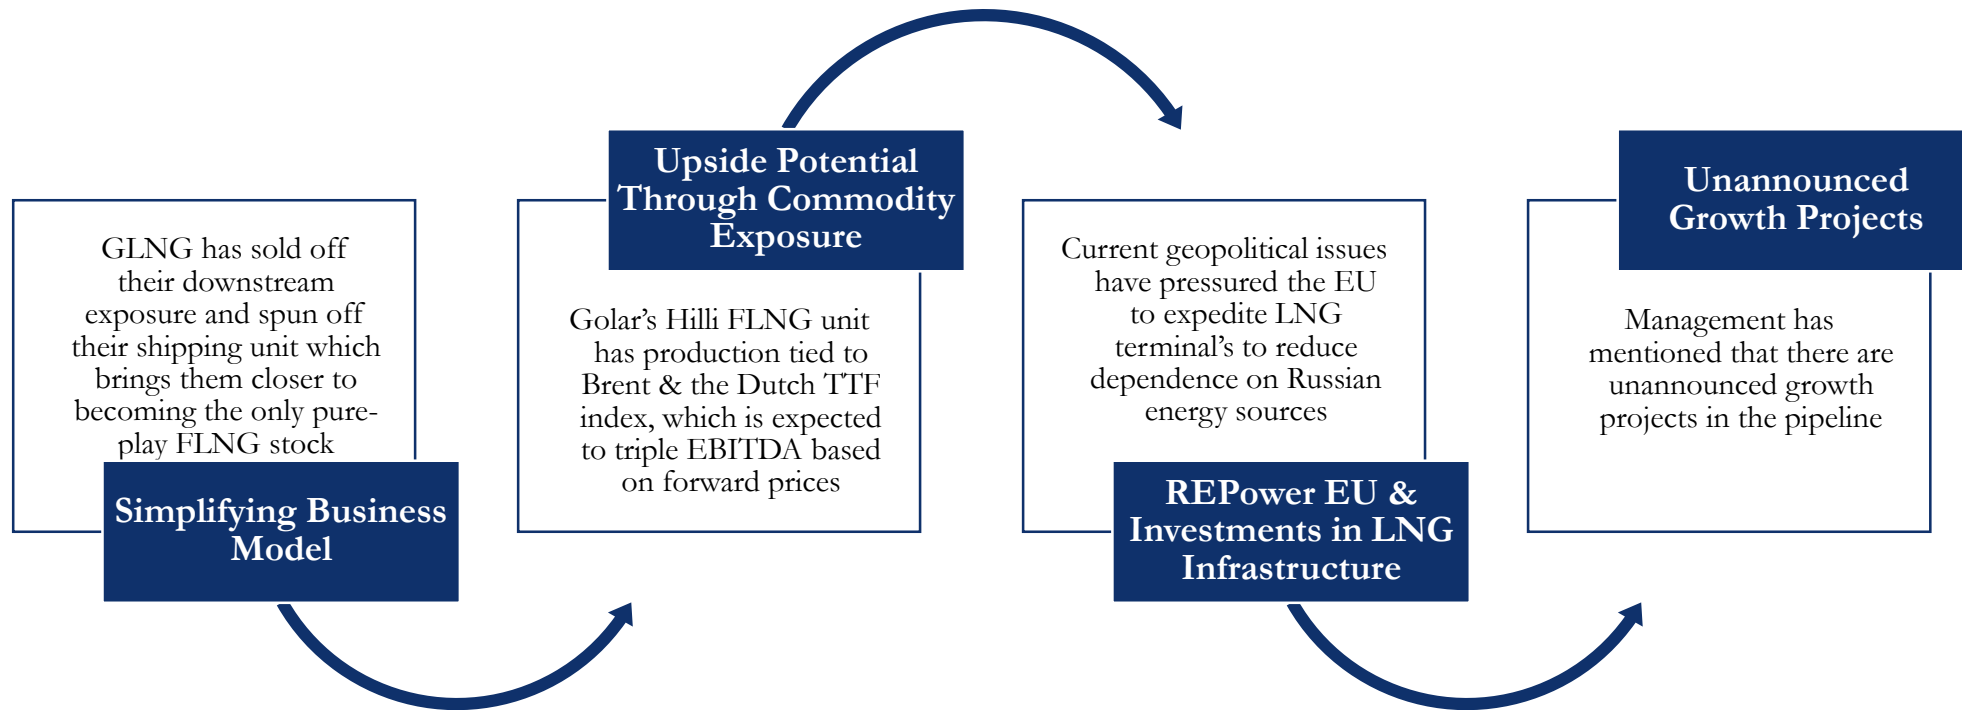 GLNG has sold off
their downstream
exposure and spun off
their shipping unit which
brings them closer to
becoming the only pure-
play FLNG stock
Simplifying Business
Model
Upside Potential
Through Commodity
Exposure
Golar’s Hilli FLNG unit
has production tied to
Brent & the Dutch TTF
index, which is expected
to triple EBITDA based
on forward prices
Current geopolitical issues
have pressured the EU
to expedite LNG
terminal’s to reduce
dependence on Russian
energy sources
REPower EU &
Investments in LNG
Infrastructure
Unannounced
Growth Projects
Management has
mentioned that there are
unannounced growth
projects in the pipeline